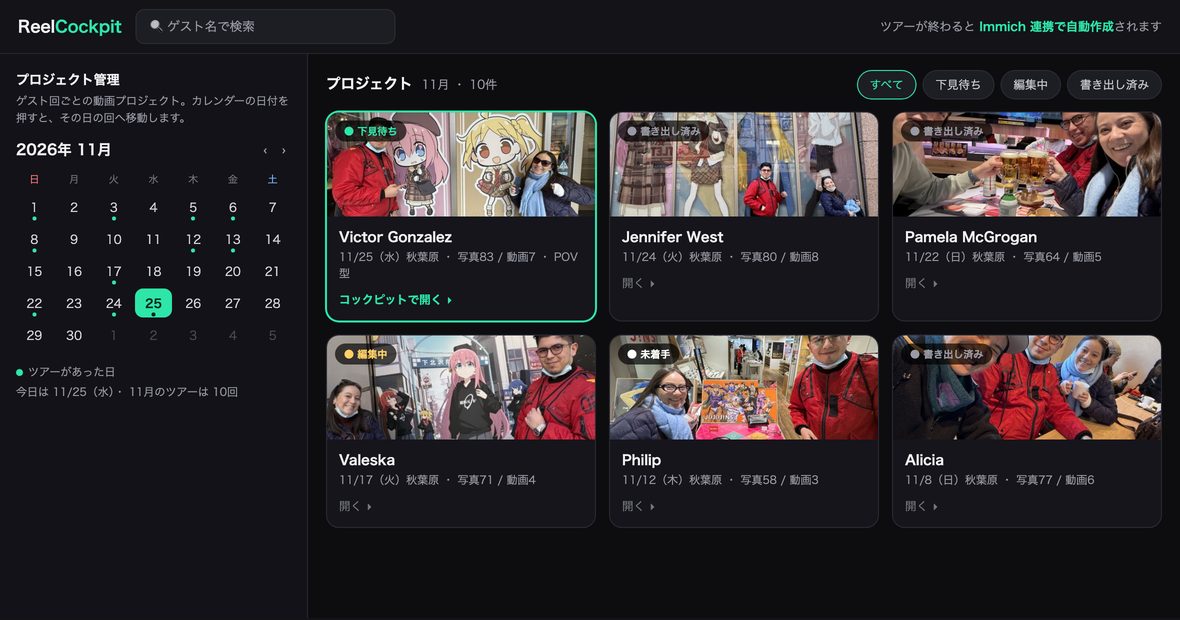 ReelCockpit
ゲスト名で検索
ツアーが終わると Immich 連携で自動作成されます
プロジェクト管理
ゲスト回ごとの動画プロジェクト。カレンダーの日付を
押すと、その日の回へ移動します。
2026年 11月
‹ ›
日 月 火 水 木 金 土
1 2 3 4 5 6 7
8 9 10 11 12 13 14
15 16 17 18 19 20 21
22 23 24 25 26 27 28
29 30 1 2 3 4 5
ツアーがあった日
今日は 11/25（水）・ 11月のツアーは 10回
プロジェクト 11月 ・ 10件
すべて 下見待ち 編集中 書き出し済み
下見待ち
Victor Gonzalez
11/25（水）秋葉原 ・ 写真83 / 動画7 ・ POV
型
コックピットで開く
書き出し済み
Jennifer West
11/24（火）秋葉原 ・ 写真80 / 動画8
開く
書き出し済み
Pamela McGrogan
11/22（日）秋葉原 ・ 写真64 / 動画5
開く
編集中
Valeska
11/17（火）秋葉原 ・ 写真71 / 動画4
開く
未着手
Philip
11/12（木）秋葉原 ・ 写真58 / 動画3
開く
書き出し済み
Alicia
11/8（日）秋葉原 ・ 写真77 / 動画6
開く